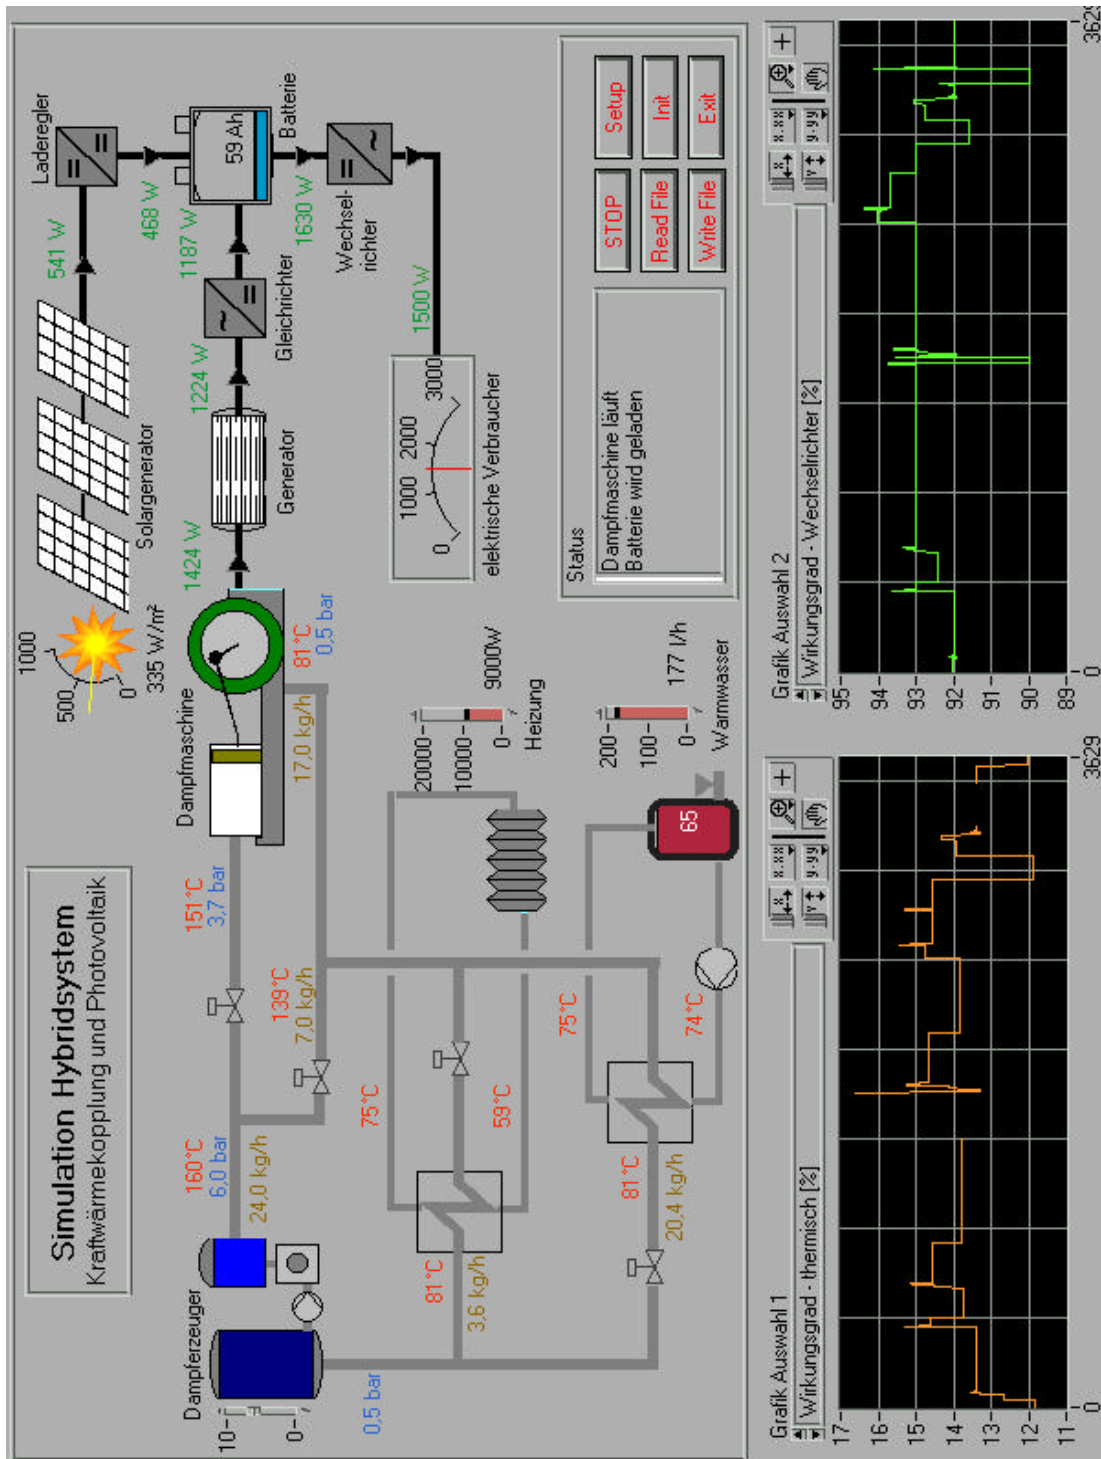 Simulation Hybridsystem
Kraftwärmekopplung und Photovoltaik
1000
500
0
335 W/m²
Solargenerator
541 W
Laderegler
468 W
Dampferzeuger
10
0
160°C
6,0 bar
24,0 kg/h
151°C
3,7 bar
Dampfmaschine
1424 W
Generator
1224 W
Gleichrichter
1187 W
59 Ah
Batterie
1630 W
Wechsel-
richter
1500 W
139°C
7,0 kg/h
17,0 kg/h
81°C
0,5 bar
0
1000
2000
3000
elektrische Verbraucher
0,5 bar
81°C
3,6 kg/h
75°C
59°C
20000
10000
0
9000W
Heizung
81°C
20,4 kg/h
75°C
74°C
65
200
100
0
177 l/h
Warmwasser
Status
Dampfmaschine läuft
Batterie wird geladen
STOP
Setup
Read File
Init
Write File
Exit
Grafik Auswahl 1
Wirkungsgrad - thermisch [%]
x.xx
y.yy
17
16
15
14
13
12
11
0
3629
Grafik Auswahl 2
Wirkungsgrad - Wechselrichter [%]
x.xx
y.yy
95
94
93
92
91
90
89
0
3629